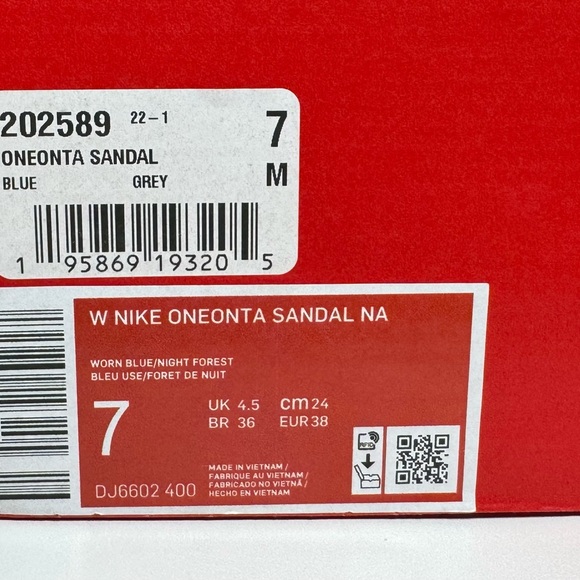 202589 22-1 7
ONEONTA SANDAL
BLUE GREY M
1 95869 19320 5
W NIKE ONEONTA SANDAL NA
WORN BLUE/NIGHT FOREST
BLEU USE/FORET DE NUIT
7 UK 4.5 cm 24
BR 36 EUR 38
RFID
MADE IN VIETNAM /
FABRIQUE AU VIETNAM /
FABRICADO NO VIETNÃ /
HECHO EN VIETNAM
DJ6602 400